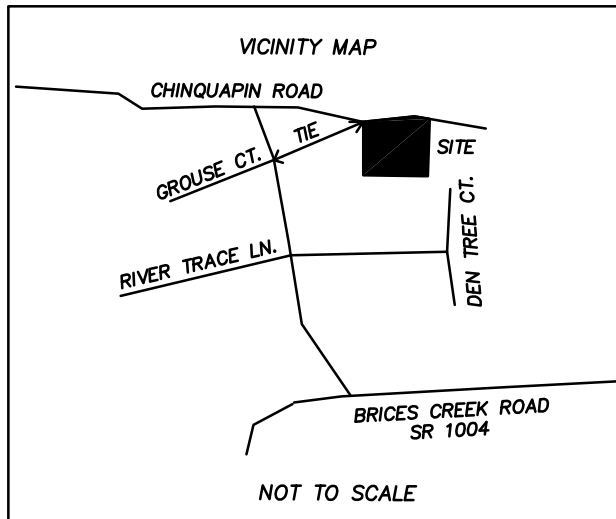 VICINITY MAP
CHINQUAPIN ROAD
TIE
SITE
GROUSE CT.
DEN TREE CT.
RIVER TRACE LN.
BRICES CREEK ROAD
SR 1004
NOT TO SCALE